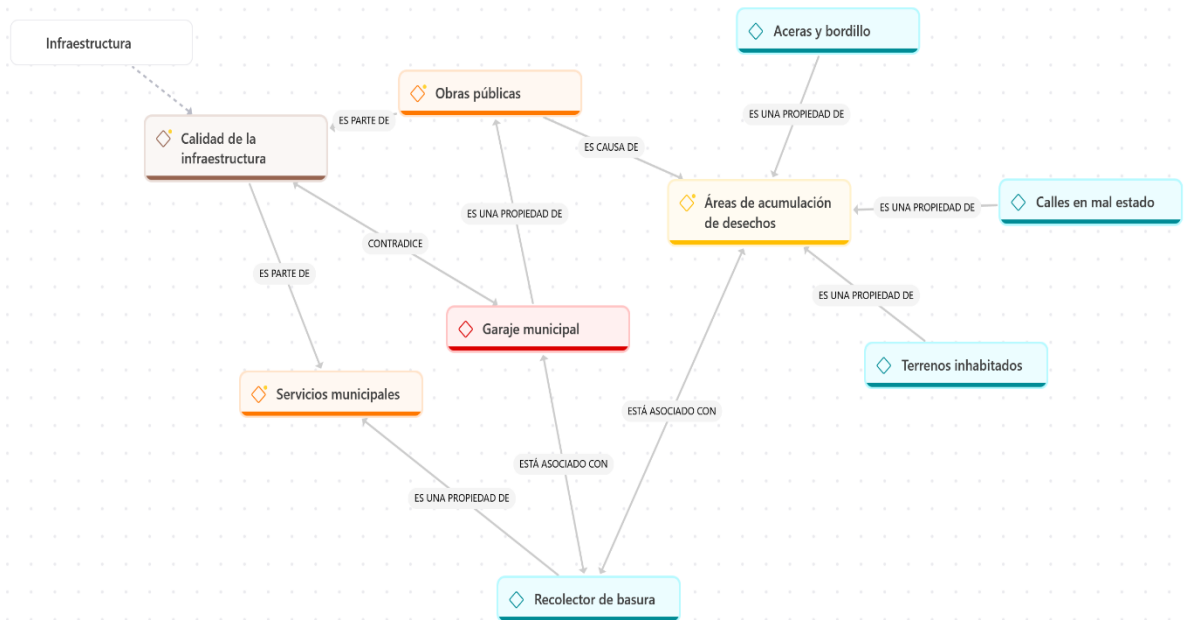 Aceras y bordillo
Infraestructura
Obras públicas
ES PARTE DE
ES UNA PROPIEDAD DE
Calidad de la
infraestructura
ES CAUSA DE
Áreas de acumulación
de desechos
Calles en mal estado
ES UNA PROPIEDAD DE
ES UNA PROPIEDAD DE
CONTRADICE
ES PARTE DE
ES UNA PROPIEDAD DE
Garaje municipal
Terrenos inhabitados
Servicios municipales
ESTÁ ASOCIADO CON
ESTÁ ASOCIADO CON
ES UNA PROPIEDAD DE
Recolector de basura